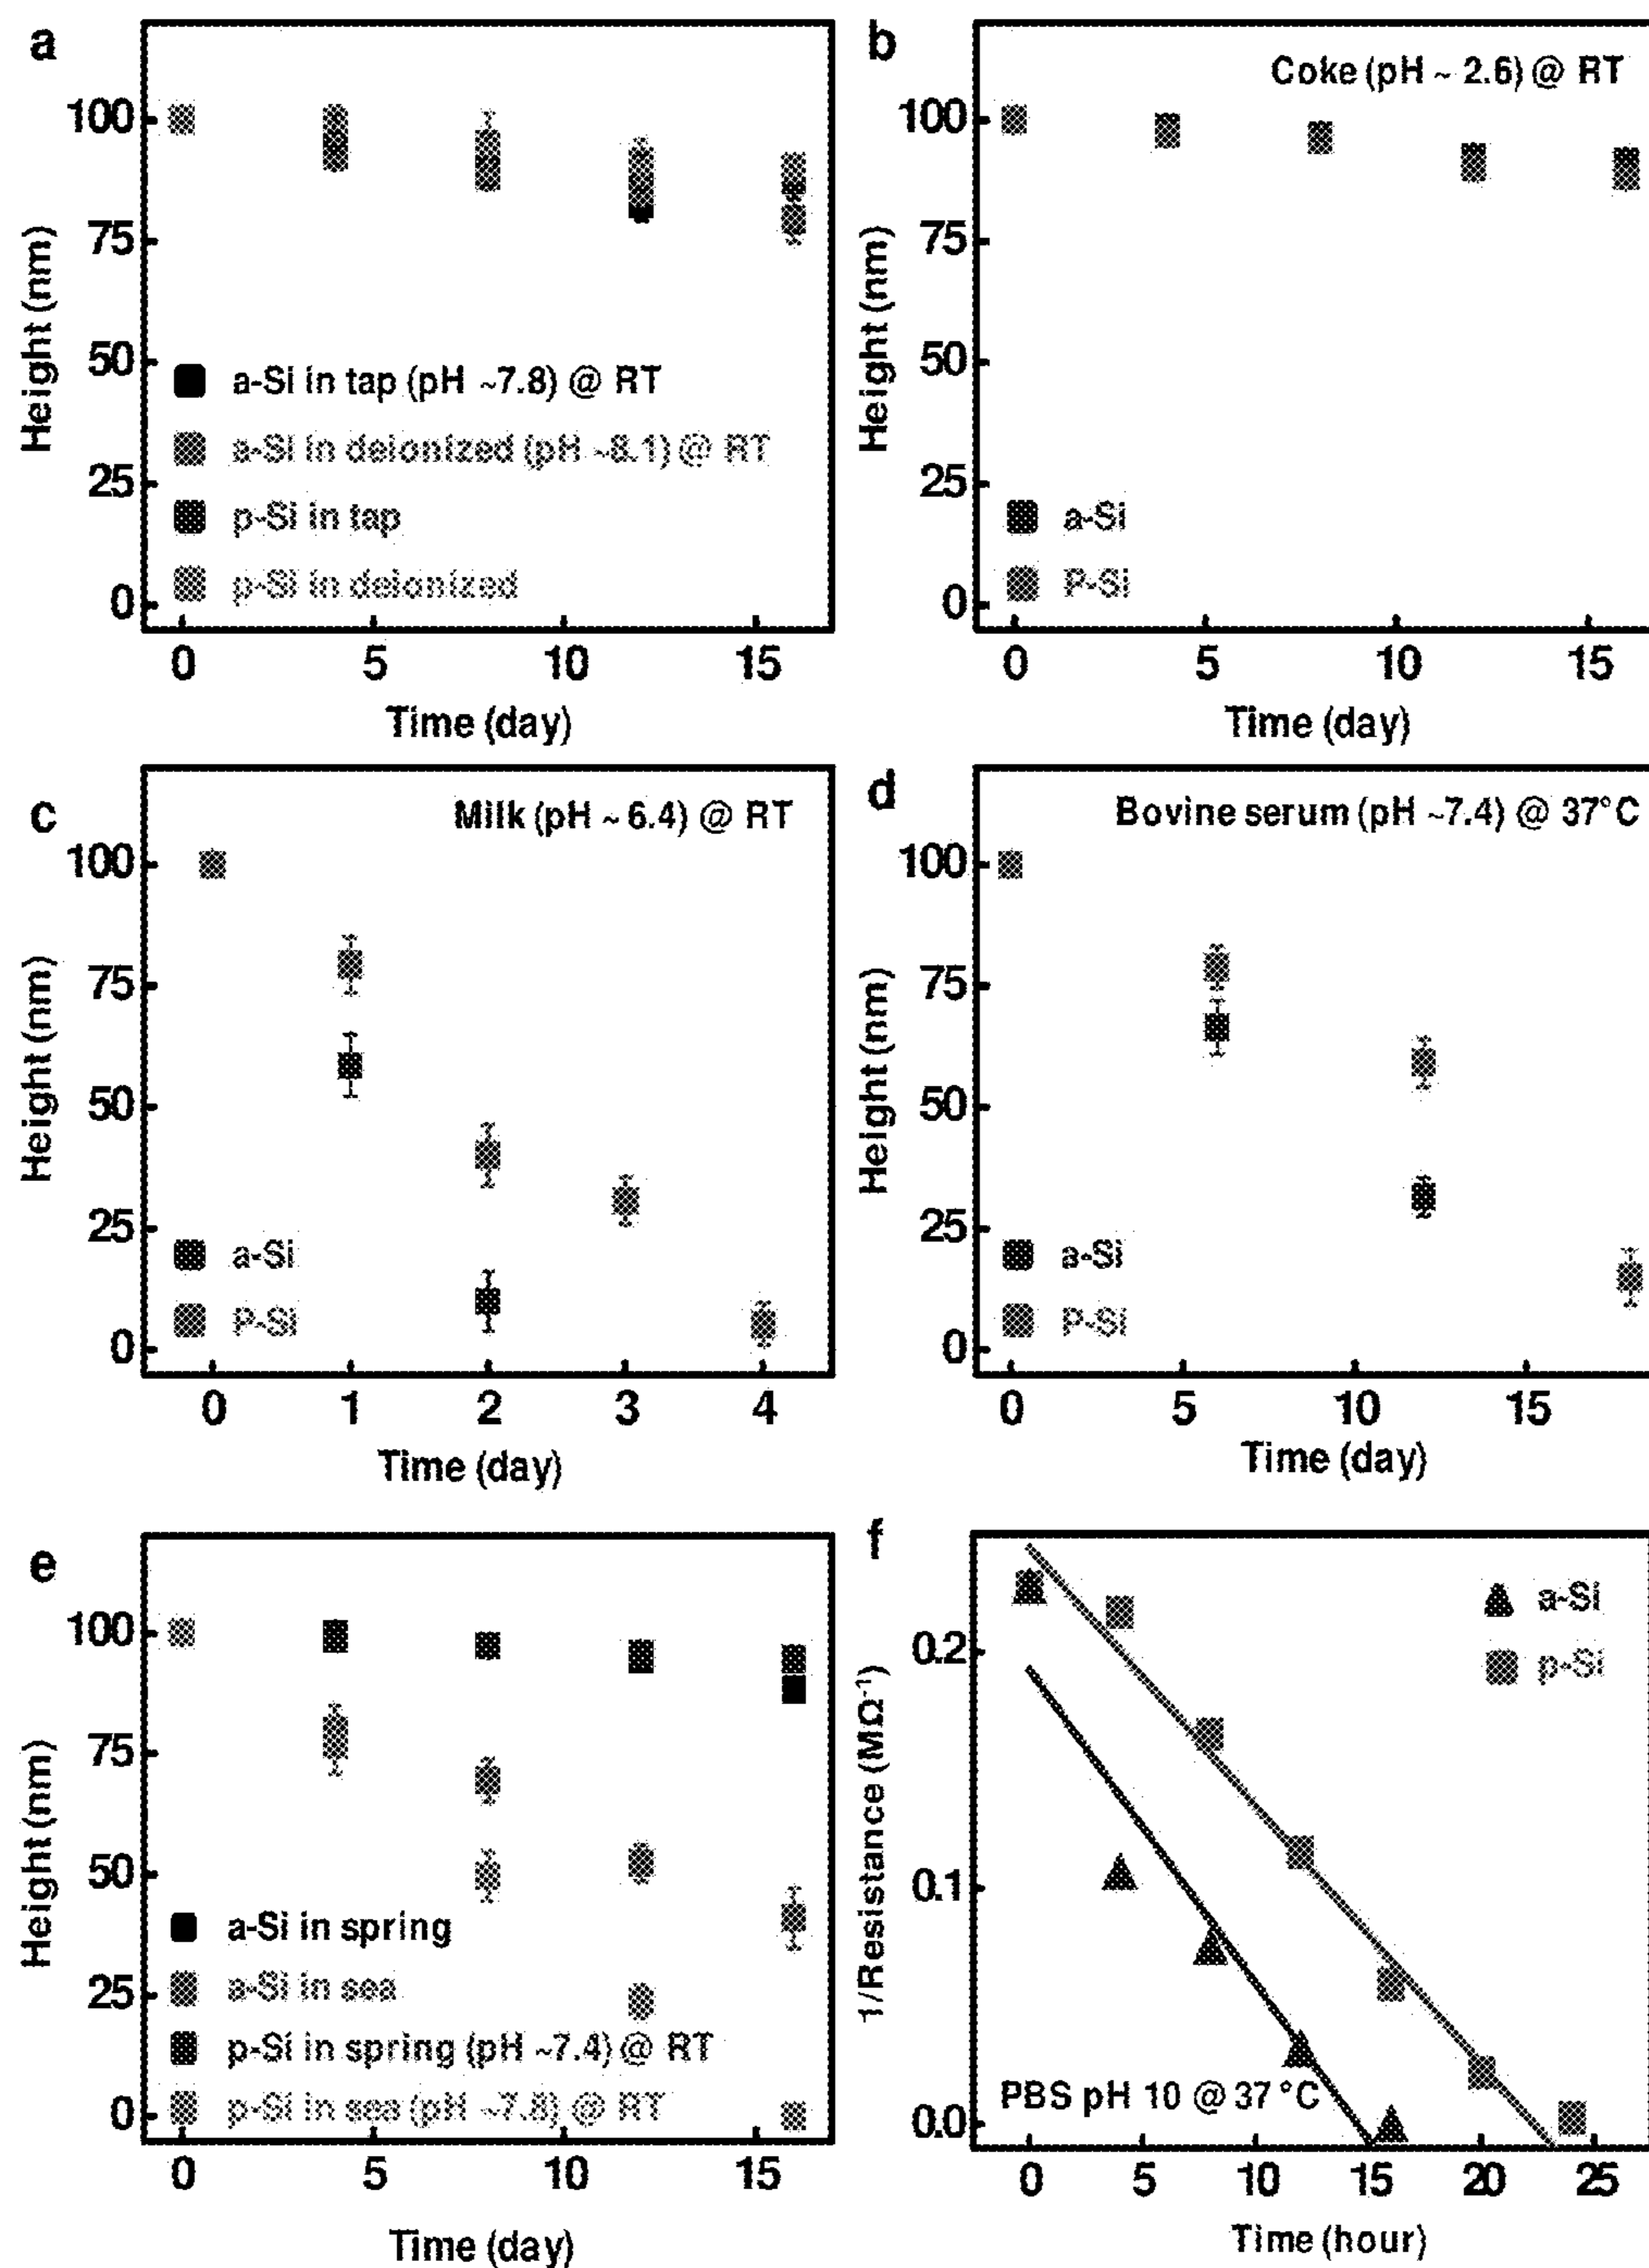 a
100
75
50
25
0
Height (nm)
a-Si in tap (pH ~7.8) @ RT
a-Si in deionized (pH ~8.1) @ RT
p-Si in tap
p-Si in deionized
0 5 10 15
Time (day)
b
Coke (pH ~ 2.6) @ RT
100
75
50
25
0
Height (nm)
a-Si
P-Si
0 5 10 15
Time (day)
c
Milk (pH ~ 6.4) @ RT
100
75
50
25
0
Height (nm)
a-Si
P-Si
0 1 2 3 4
Time (day)
d
Bovine serum (pH ~7.4) @ 37°C
100
75
50
25
0
Height (nm)
a-Si
P-Si
0 5 10 15
Time (day)
e
100
75
50
25
0
Height (nm)
a-Si in spring
a-Si in sea
p-Si in spring (pH ~7.4) @ RT
p-Si in sea (pH ~7.8) @ RT
0 5 10 15
Time (day)
f
a-Si
p-Si
0.2
0.1
0.0
1/Resistance (MΩ⁻¹)
PBS pH 10 @ 37 °C
0 5 10 15 20 25
Time (hour)